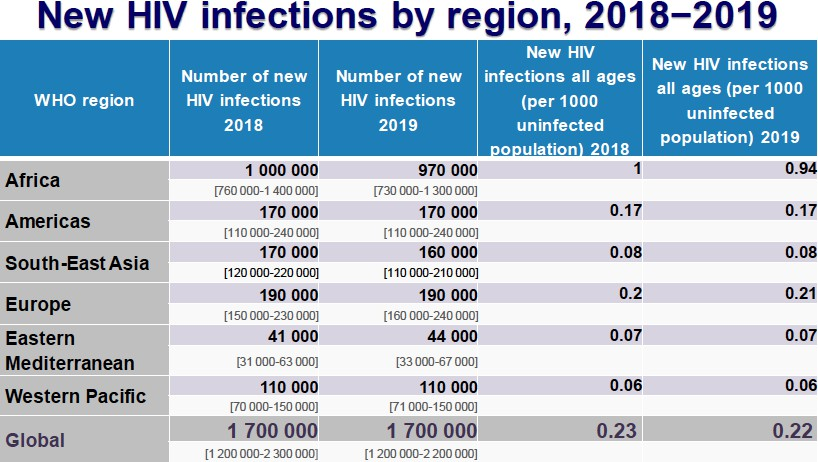 New HIV infections by region, 2018–2019
WHO region
Number of new
HIV infections
2018
Number of new
HIV infections
2019
New HIV
infections all ages
(per 1000
uninfected
population) 2018
New HIV infections
all ages (per 1000
uninfected
population) 2019
Africa
1 000 000 970 000 1 0.94
[760 000-1 400 000] [730 000-1 300 000]
Americas
170 000 170 000 0.17 0.17
[110 000-240 000] [110 000-240 000]
South-East Asia
170 000 160 000 0.08 0.08
[120 000-220 000] [110 000-210 000]
Europe
190 000 190 000 0.2 0.21
[150 000-230 000] [160 000-240 000]
Eastern
Mediterranean
41 000 44 000 0.07 0.07
[31 000-63 000] [33 000-67 000]
Western Pacific
110 000 110 000 0.06 0.06
[70 000-150 000] [71 000-150 000]
Global
1 700 000 1 700 000 0.23 0.22
[1 200 000-2 300 000] [1 200 000-2 200 000]